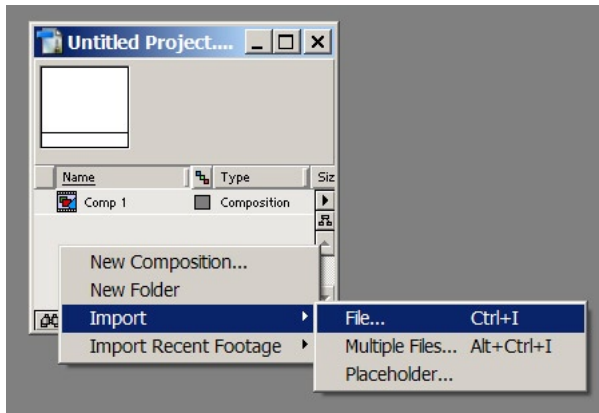 Untitled Project....
Name Type Siz
Comp 1 Composition
New Composition...
New Folder
Import
Import Recent Footage
File... Ctrl+I
Multiple Files... Alt+Ctrl+I
Placeholder...